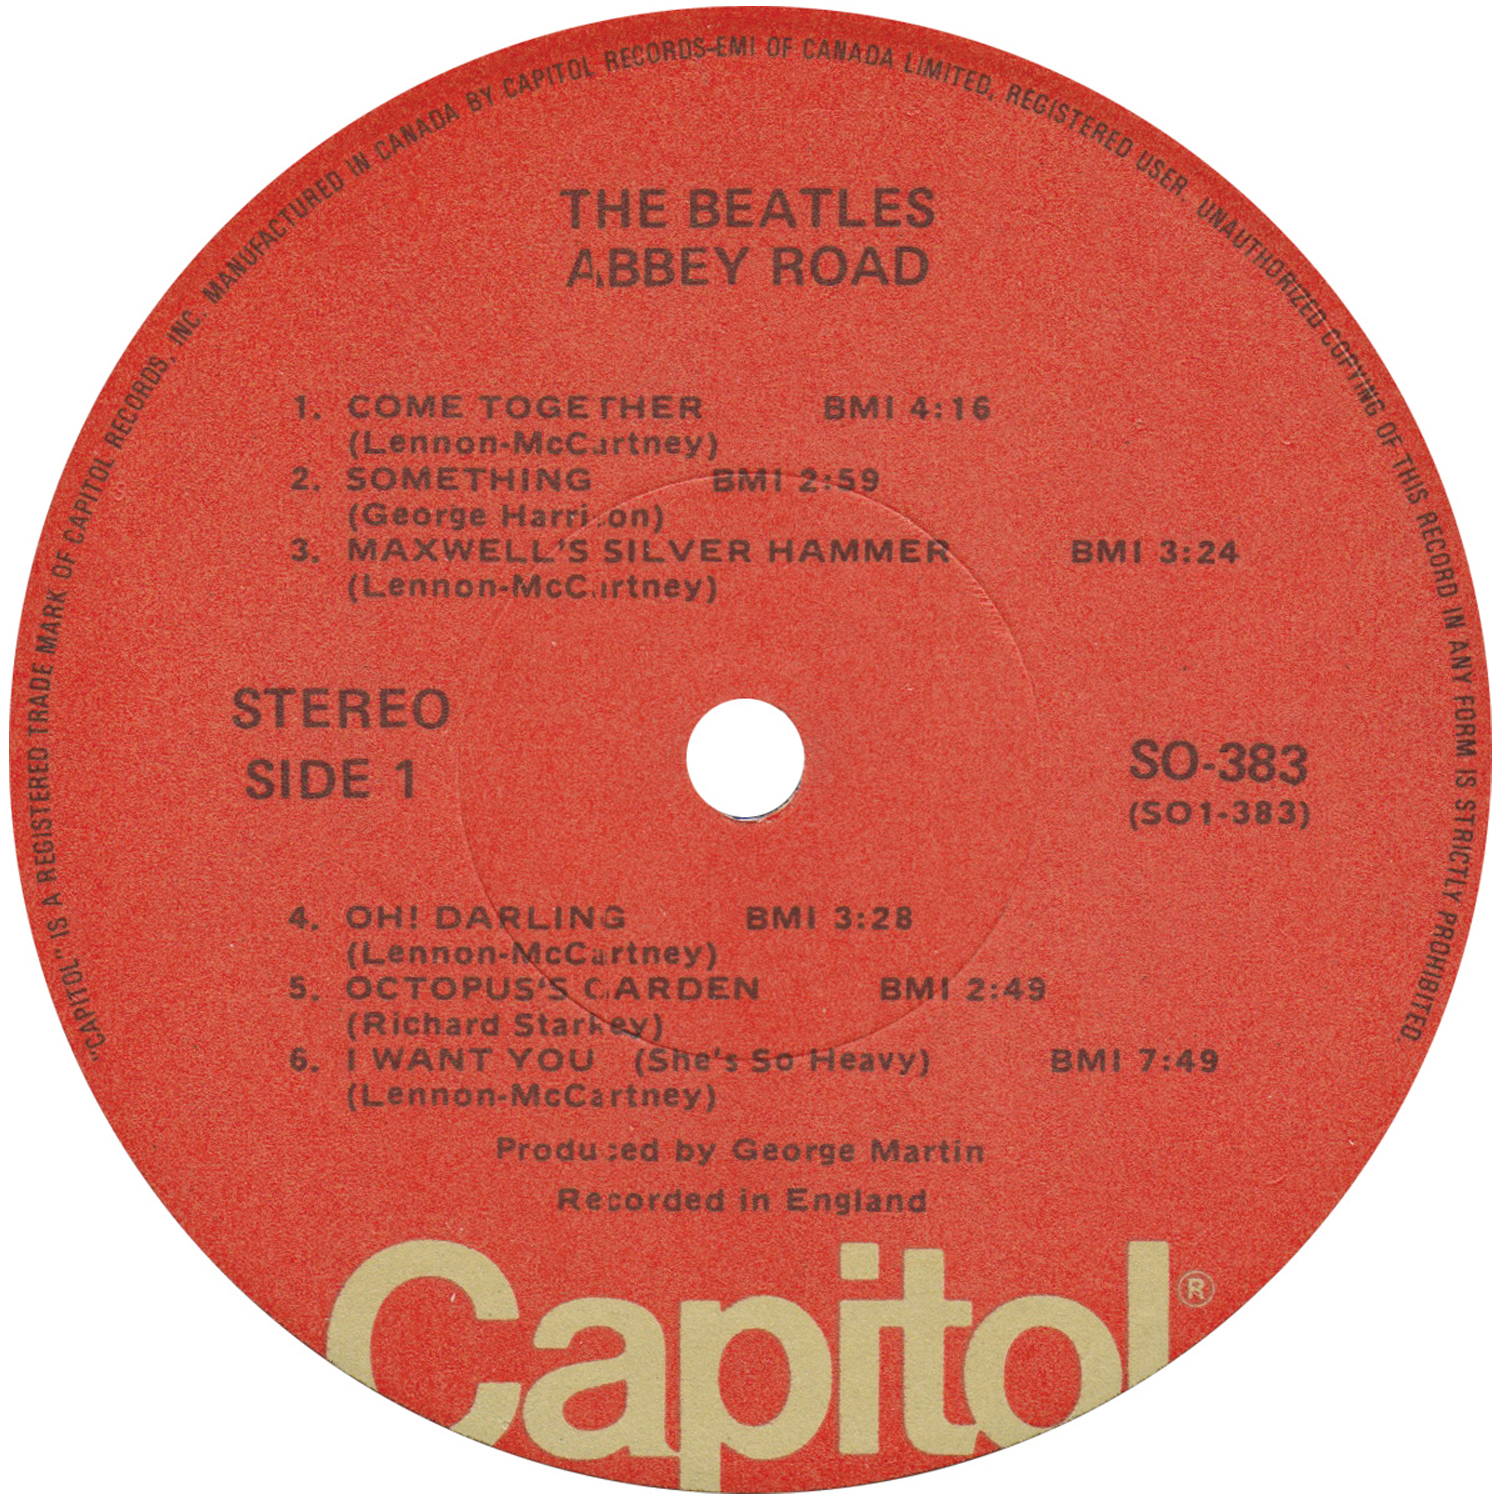 "CAPITOL" IS A REGISTERED TRADE MARK OF CAPITOL RECORDS, INC. MANUFACTURED IN CANADA BY CAPITOL RECORDS-EMI OF CANADA LIMITED, REGISTERED USER. UNAUTHORIZED COPYING OF THIS RECORD IN ANY FORM IS STRICTLY PROHIBITED.
THE BEATLES
ABBEY ROAD
1. COME TOGETHER BMI 4:16
(Lennon-McCartney)
2. SOMETHING BMI 2:59
(George Harrison)
3. MAXWELL'S SILVER HAMMER BMI 3:24
(Lennon-McCartney)
STEREO
SIDE 1
SO-383
(SO1-383)
4. OH! DARLING BMI 3:28
(Lennon-McCartney)
5. OCTOPUS'S GARDEN BMI 2:49
(Richard Starkey)
6. I WANT YOU (She's So Heavy) BMI 7:49
(Lennon-McCartney)
Produced by George Martin
Recorded in England
Capitol®